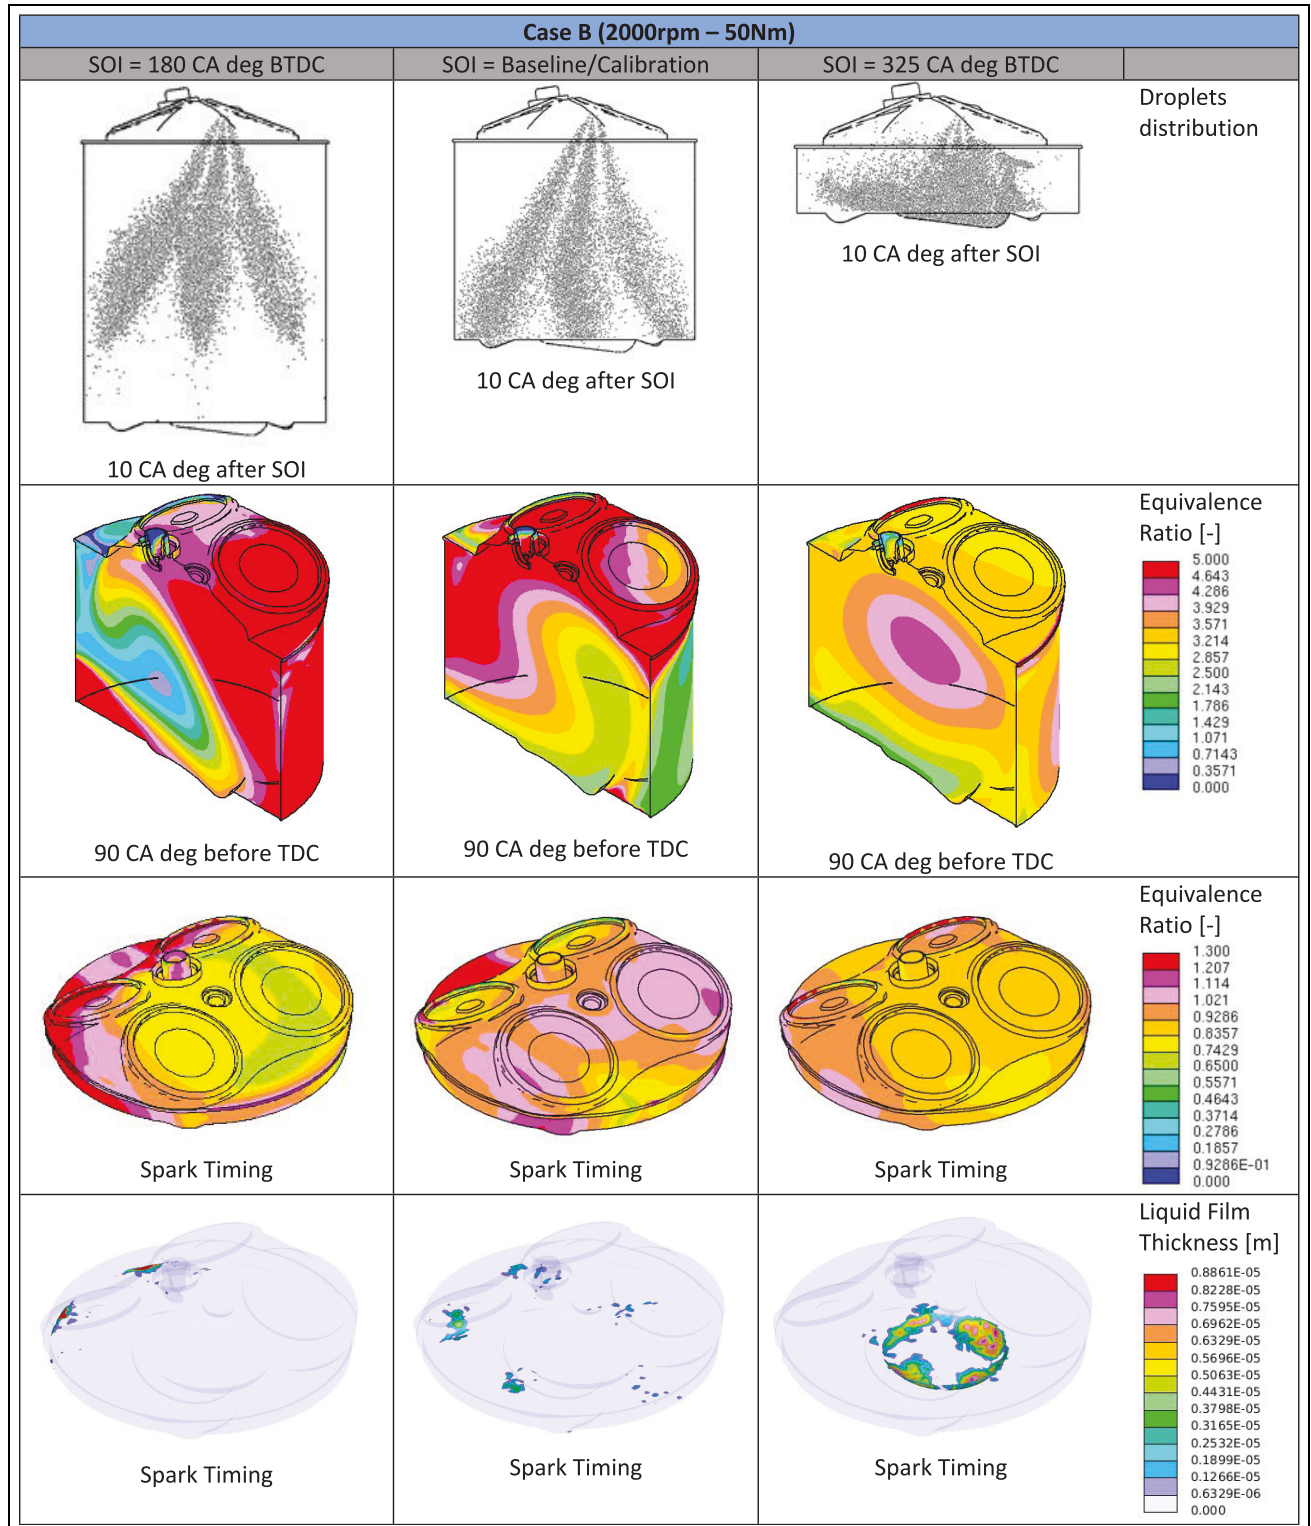 Case B (2000rpm – 50Nm)
SOI = 180 CA deg BTDC
SOI = Baseline/Calibration
SOI = 325 CA deg BTDC
Droplets
distribution
10 CA deg after SOI
10 CA deg after SOI
10 CA deg after SOI
Equivalence
Ratio [-]
5.000
4.643
4.286
3.929
3.571
3.214
2.857
2.500
2.143
1.786
1.429
1.071
0.7143
0.3571
0.000
90 CA deg before TDC
90 CA deg before TDC
90 CA deg before TDC
Equivalence
Ratio [-]
1.300
1.207
1.114
1.021
0.9286
0.8357
0.7429
0.6500
0.5571
0.4643
0.3714
0.2786
0.1857
0.9286E-01
0.000
Spark Timing
Spark Timing
Spark Timing
Liquid Film
Thickness [m]
0.8861E-05
0.8228E-05
0.7595E-05
0.6962E-05
0.6329E-05
0.5696E-05
0.5063E-05
0.4431E-05
0.3798E-05
0.3165E-05
0.2532E-05
0.1899E-05
0.1266E-05
0.6329E-06
0.000
Spark Timing
Spark Timing
Spark Timing